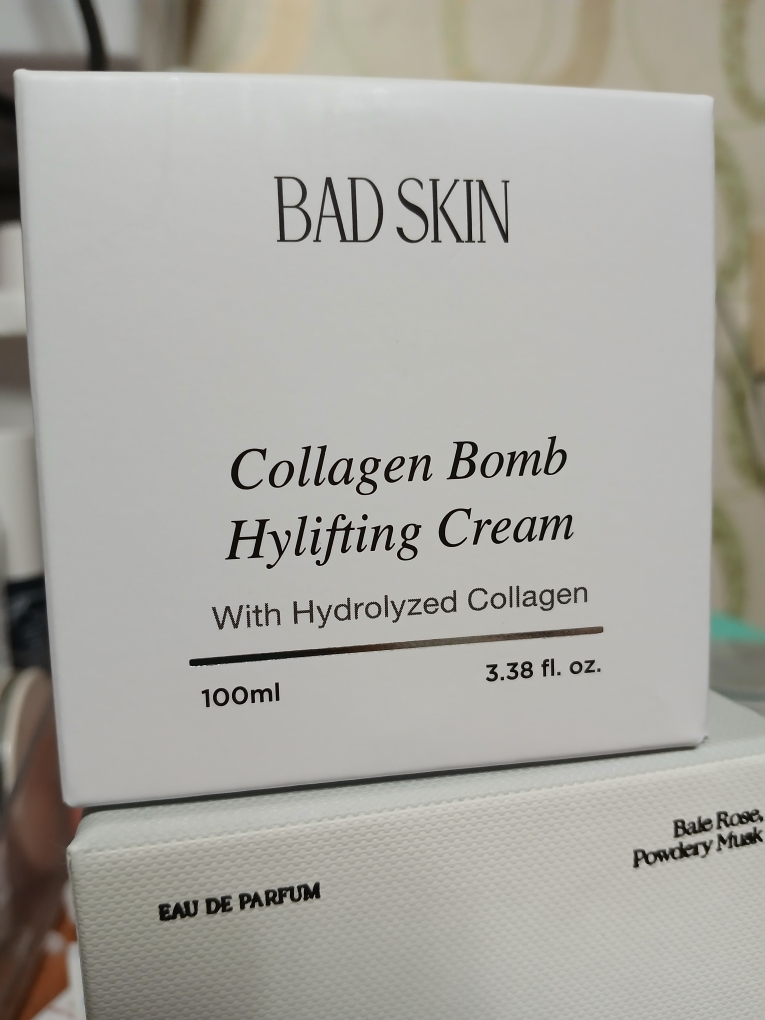 BAD SKIN
Collagen Bomb
Hylifting Cream
With Hydrolyzed Collagen
100ml
3.38 fl. oz.
Bale Rose,
Powdery Musk
EAU DE PARFUM